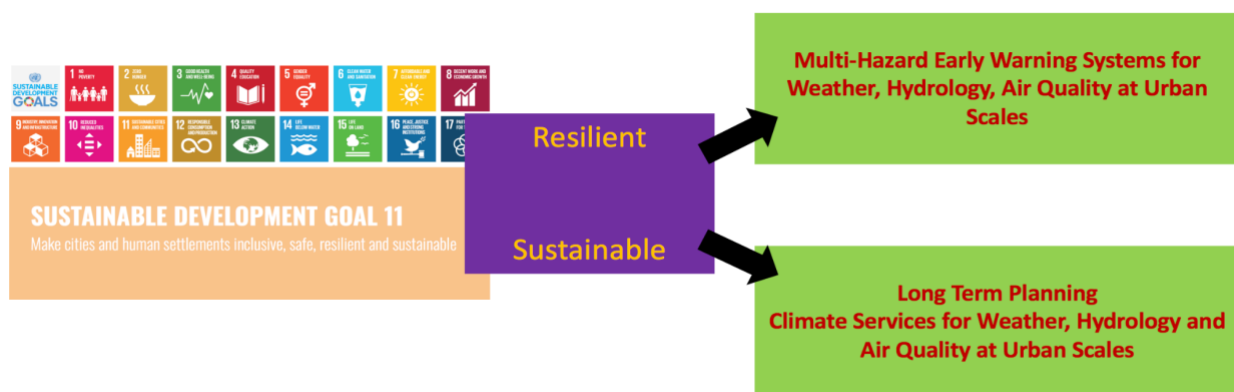 SUSTAINABLE
DEVELOPMENT
GOALS
1 NO
POVERTY
2 ZERO
HUNGER
3 GOOD HEALTH
AND WELL-BEING
4 QUALITY
EDUCATION
5 GENDER
EQUALITY
6 CLEAN WATER
AND SANITATION
7 AFFORDABLE AND
CLEAN ENERGY
8 DECENT WORK AND
ECONOMIC GROWTH
9 INDUSTRY, INNOVATION
AND INFRASTRUCTURE
10 REDUCED
INEQUALITIES
11 SUSTAINABLE CITIES
AND COMMUNITIES
12 RESPONSIBLE
CONSUMPTION
AND PRODUCTION
13 CLIMATE
ACTION
14 LIFE
BELOW WATER
15 LIFE
ON LAND
16 PEACE, JUSTICE
AND STRONG
INSTITUTIONS
17
SUSTAINABLE DEVELOPMENT GOAL 11
Make cities and human settlements inclusive, safe, resilient and sustainable
Resilient
Sustainable
Multi-Hazard Early Warning Systems for
Weather, Hydrology, Air Quality at Urban
Scales
Long Term Planning
Climate Services for Weather, Hydrology and
Air Quality at Urban Scales